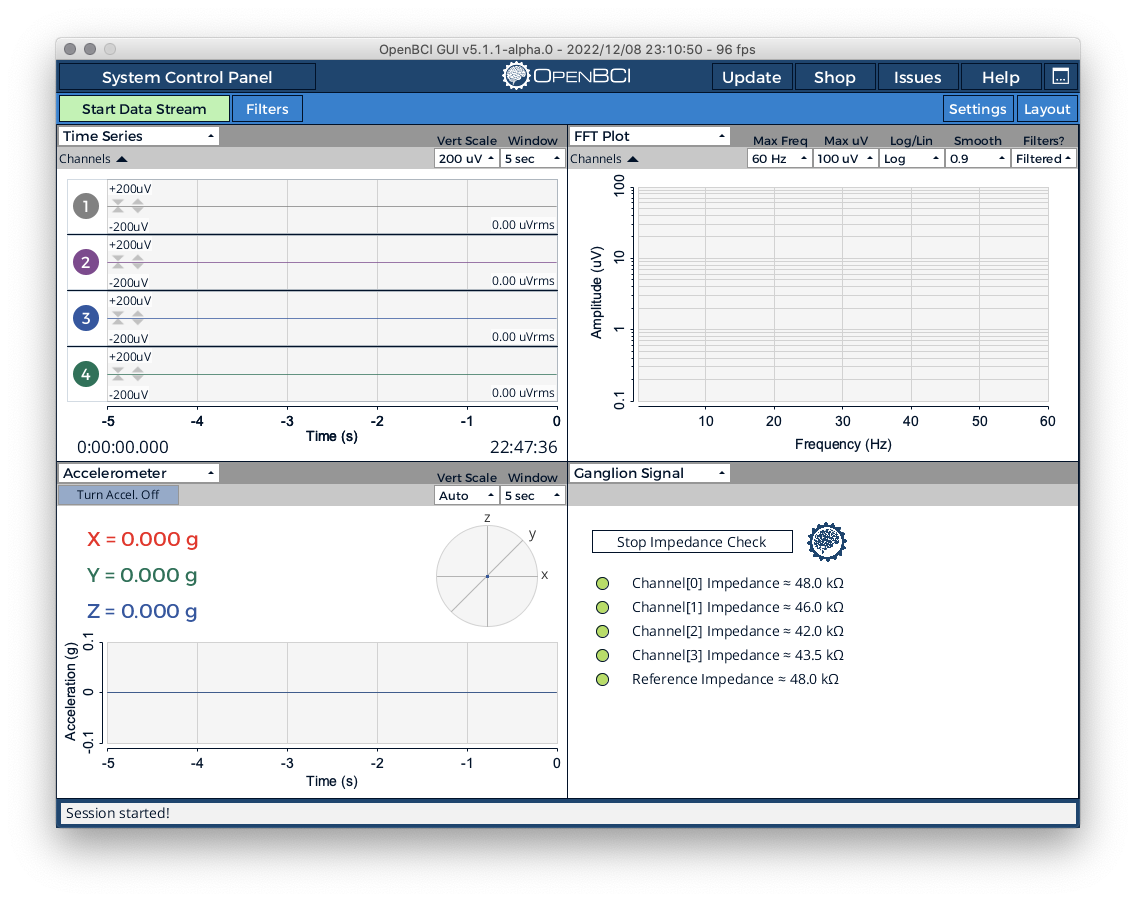 OpenBCI GUI v5.1.1-alpha.0 - 2022/12/08 23:10:50 - 96 fps
System Control Panel
OPENBCI
Update Shop Issues Help
Start Data Stream Filters
Settings Layout
Time Series
Vert Scale Window
Channels
200 uV 5 sec
+200uV
1
-200uV
0.00 uVrms
+200uV
2
-200uV
0.00 uVrms
+200uV
3
-200uV
0.00 uVrms
+200uV
4
-200uV
0.00 uVrms
-5 -4 -3 -2 -1 0
Time (s)
0:00:00.000
22:47:36
FFT Plot
Max Freq Max uV Log/Lin Smooth Filters?
Channels
60 Hz 100 uV Log 0.9 Filtered
100
10
1
0.1
Amplitude (uV)
10 20 30 40 50 60
Frequency (Hz)
Accelerometer
Vert Scale Window
Turn Accel. Off
Auto 5 sec
X = 0.000 g
Y = 0.000 g
Z = 0.000 g
z
y
x
0.1
0
-0.1
Acceleration (g)
-5 -4 -3 -2 -1 0
Time (s)
Ganglion Signal
Stop Impedance Check
Channel[0] Impedance ≈ 48.0 kΩ
Channel[1] Impedance ≈ 46.0 kΩ
Channel[2] Impedance ≈ 42.0 kΩ
Channel[3] Impedance ≈ 43.5 kΩ
Reference Impedance ≈ 48.0 kΩ
Session started!